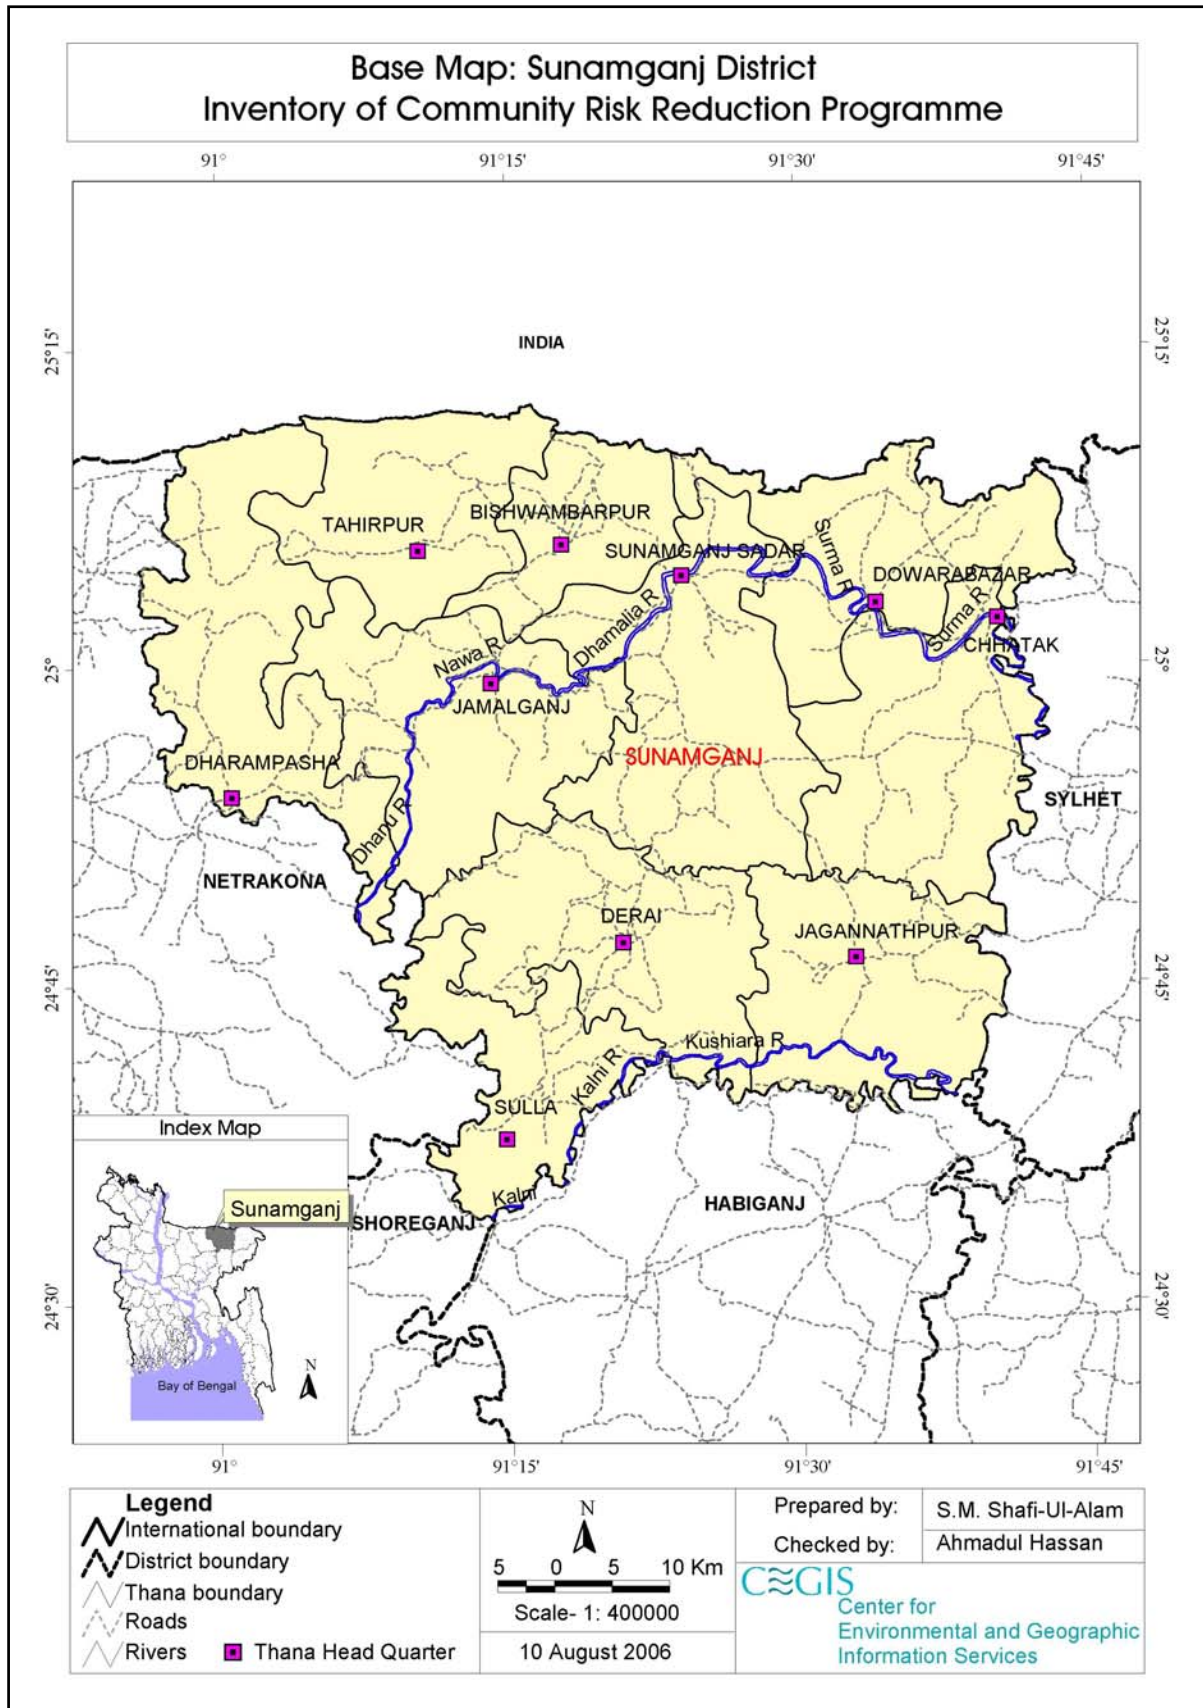 Base Map: Sunamganj District
Inventory of Community Risk Reduction Programme
91°
91°15'
91°30'
91°45'
25°15'
25°15'
INDIA
TAHIRPUR
BISHWAMBARPUR
SUNAMGANJ SADAR
Surma R
DOWARABAZAR
Surma R
CHHATAK
Dhamalia R
Nawa R
25°
25°
JAMALGANJ
SUNAMGANJ
DHARAMPASHA
SYLHET
Dhanu R
NETRAKONA
DERAI
JAGANNATHPUR
24°45'
24°45'
Kushiara R
Kalni R
SULLA
Kalni
SHOREGANJ
HABIGANJ
Index Map
Sunamganj
Bay of Bengal
N
24°30'
24°30'
91°
91°15'
91°30'
91°45'
Legend
International boundary
District boundary
Thana boundary
Roads
Rivers
Thana Head Quarter
N
5 0 5 10 Km
Scale- 1: 400000
10 August 2006
Prepared by: S.M. Shafi-Ul-Alam
Checked by: Ahmadul Hassan
CEGIS
Center for
Environmental and Geographic
Information Services